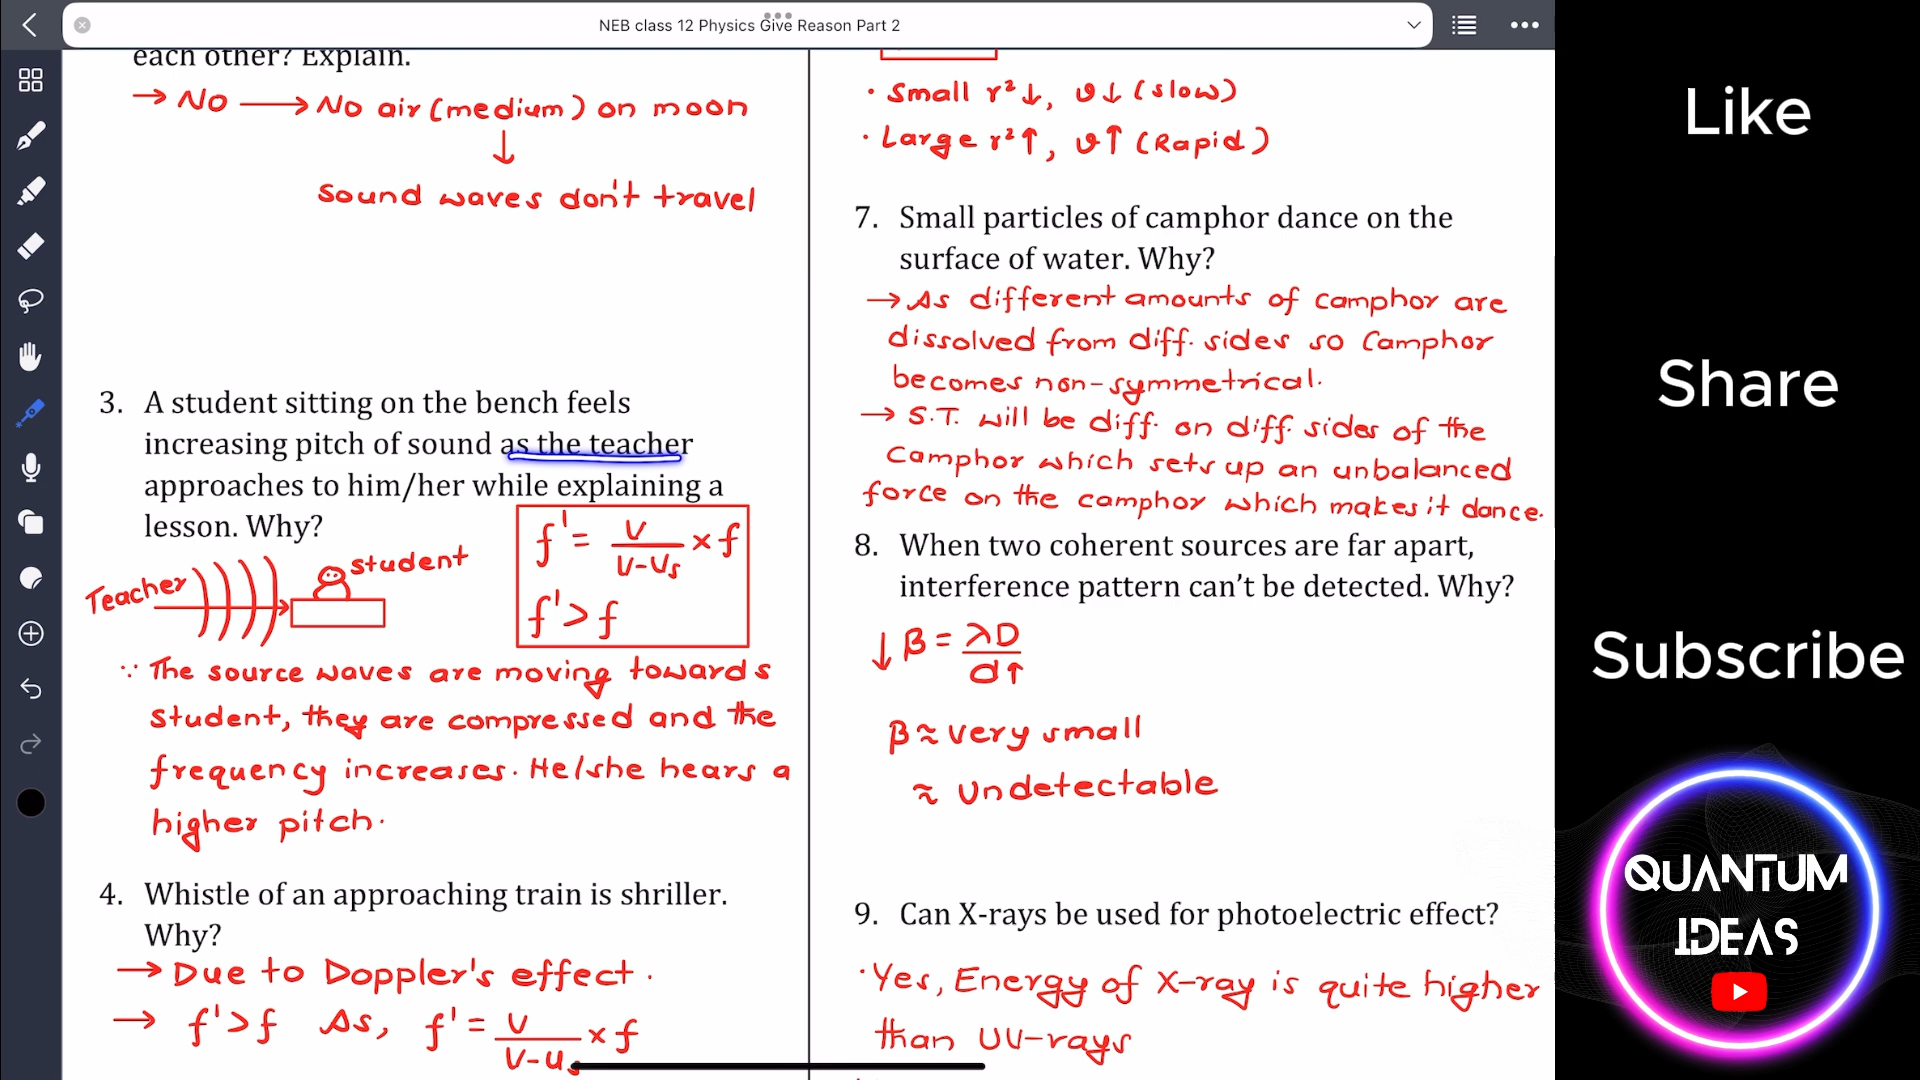 NEB class 12 Physics Give Reason Part 2
each other? Explain.
→ No → No air (medium) on moon
↓
Sound waves don't travel
3. A student sitting on the bench feels
increasing pitch of sound as the teacher
approaches to him/her while explaining a
lesson. Why?
Teacher
student
f' = v/(v-us) × f
f' > f
∵ The source waves are moving towards
student, they are compressed and the
frequency increases. He/she hears a
higher pitch.
4. Whistle of an approaching train is shriller.
Why?
→ Due to Doppler's effect.
→ f' > f As, f' = v/(v-us) × f
• Small r²↓, v↓ (slow)
• Large r²↑, v↑ (Rapid)
7. Small particles of camphor dance on the
surface of water. Why?
→ As different amounts of camphor are
dissolved from diff. sides so camphor
becomes non-symmetrical.
→ S.T. will be diff. on diff. sides of the
camphor which sets up an unbalanced
force on the camphor which makes it dance.
8. When two coherent sources are far apart,
interference pattern can't be detected. Why?
↓ β = λD/d↑
β ≈ very small
≈ Undetectable
9. Can X-rays be used for photoelectric effect?
• Yes, Energy of X-ray is quite higher
than UV-rays
Like
Share
Subscribe
QUANTUM
IDEAS